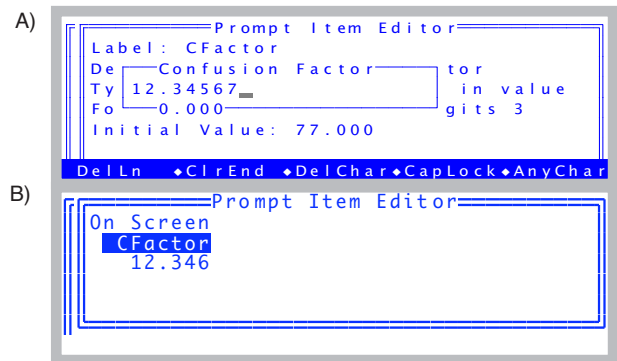 A)
Prompt Item Editor
Label: CFactor
De Confusion Factor tor
Ty 12.34567_ in value
Fo 0.000 gits 3
Initial Value: 77.000
DelLn ◆ClrEnd ◆DelChar◆CapLock◆AnyChar
B)
Prompt Item Editor
On Screen
CFactor
12.346